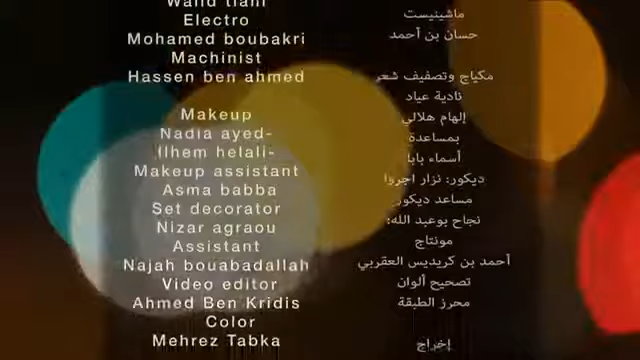 Walid tlahi
Electro
Mohamed boubakri
Machinist
Hassen ben ahmed
Makeup
Nadia ayed-
Ilhem helali-
Makeup assistant
Asma babba
Set decorator
Nizar agraou
Assistant
Najah bouabadallah
Video editor
Ahmed Ben Kridis
Color
Mehrez Tabka
ماشينيست
حسان بن أحمد
مكياج وتصفيف شعر
نادية عياد
إلهام هلالي
بمساعدة
أسماء بابا
ديكور: نزار اجروا
مساعد ديكور
نجاح بوعبد الله:
مونتاج
أحمد بن كريديس العقربي
تصحيح ألوان
محرز الطبقة
إخراج